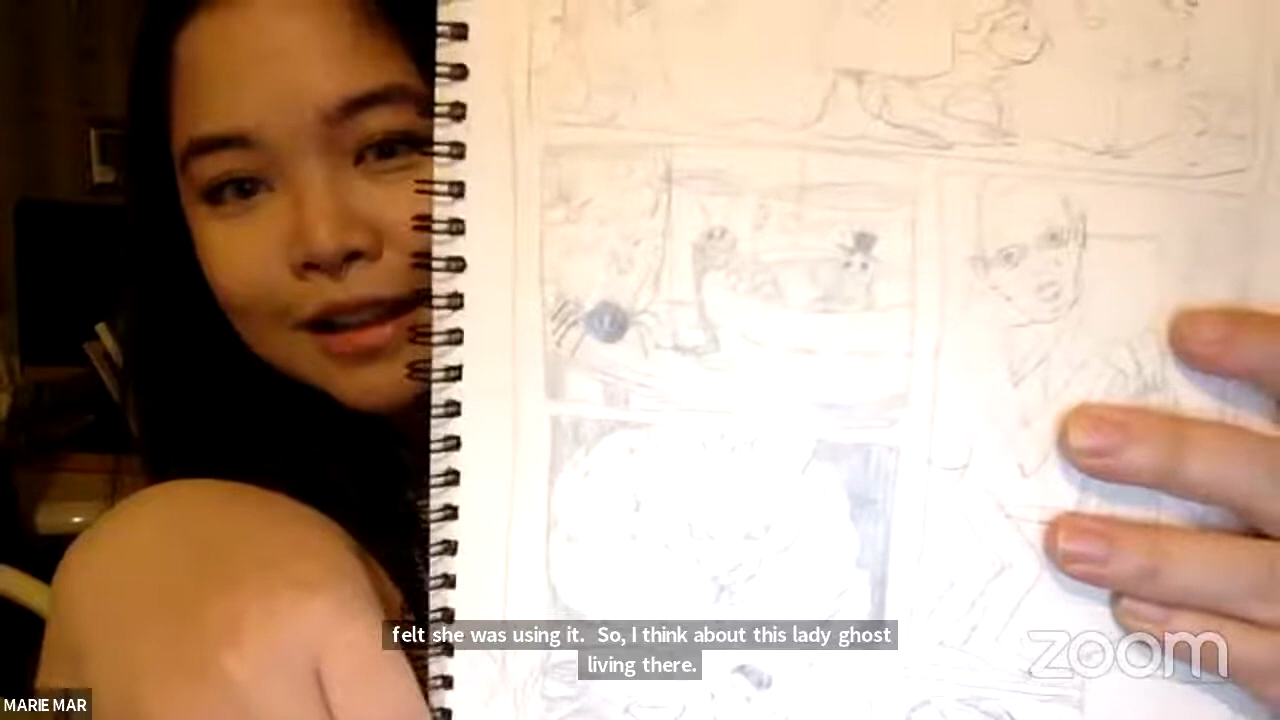 felt she was using it.  So, I think about this lady ghost
living there.
zoom
MARIE MAR